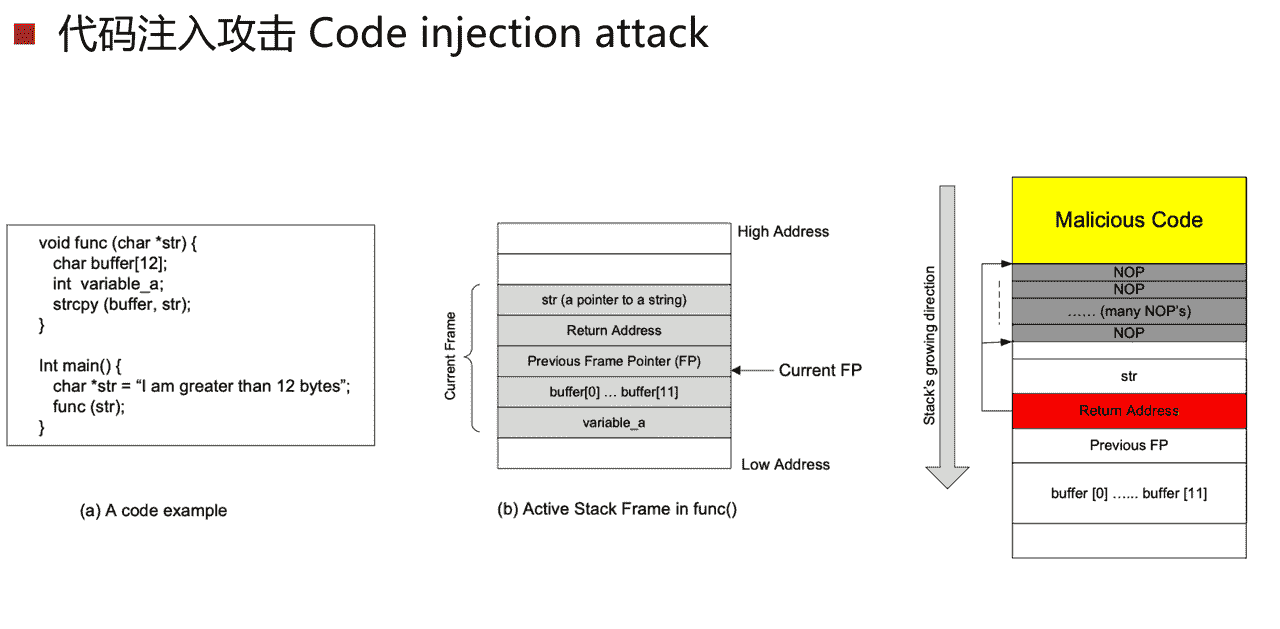 代码注入攻击 Code injection attack
void func (char *str) {
char buffer[12];
int variable_a;
strcpy (buffer, str);
}
Int main() {
char *str = “I am greater than 12 bytes”;
func (str);
}
(a) A code example
High Address
Current Frame
str (a pointer to a string)
Return Address
Previous Frame Pointer (FP)
Current FP
buffer[0] … buffer[11]
variable_a
Low Address
(b) Active Stack Frame in func()
Stack's growing direction
Malicious Code
NOP
NOP
…… (many NOP's)
NOP
str
Return Address
Previous FP
buffer [0] …... buffer [11]